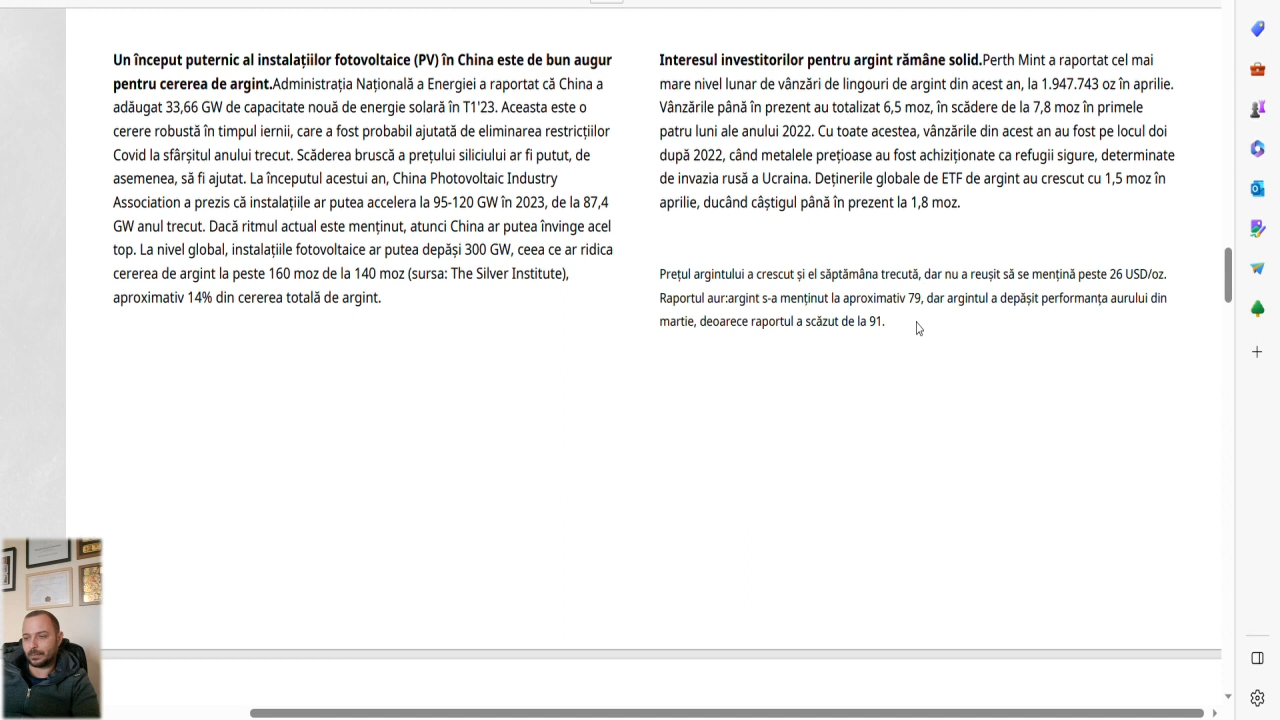 Un început puternic al instalațiilor fotovoltaice (PV) în China este de bun augur
pentru cererea de argint.Administrația Națională a Energiei a raportat că China a
adăugat 33,66 GW de capacitate nouă de energie solară în T1'23. Aceasta este o
cerere robustă în timpul iernii, care a fost probabil ajutată de eliminarea restricțiilor
Covid la sfârșitul anului trecut. Scăderea bruscă a prețului siliciului ar fi putut, de
asemenea, să fi ajutat. La începutul acestui an, China Photovoltaic Industry
Association a prezis că instalațiile ar putea accelera la 95-120 GW în 2023, de la 87,4
GW anul trecut. Dacă ritmul actual este menținut, atunci China ar putea învinge acel
top. La nivel global, instalațiile fotovoltaice ar putea depăși 300 GW, ceea ce ar ridica
cererea de argint la peste 160 moz de la 140 moz (sursa: The Silver Institute),
aproximativ 14% din cererea totală de argint.
Interesul investitorilor pentru argint rămâne solid.Perth Mint a raportat cel mai
mare nivel lunar de vânzări de lingouri de argint din acest an, la 1.947.743 oz în aprilie.
Vânzările până în prezent au totalizat 6,5 moz, în scădere de la 7,8 moz în primele
patru luni ale anului 2022. Cu toate acestea, vânzările din acest an au fost pe locul doi
după 2022, când metalele prețioase au fost achiziționate ca refugii sigure, determinate
de invazia rusă a Ucraina. Deținerile globale de ETF de argint au crescut cu 1,5 moz în
aprilie, ducând câștigul până în prezent la 1,8 moz.
Prețul argintului a crescut și el săptămâna trecută, dar nu a reușit să se mențină peste 26 USD/oz.
Raportul aur:argint s-a menținut la aproximativ 79, dar argintul a depășit performanța aurului din
martie, deoarece raportul a scăzut de la 91.